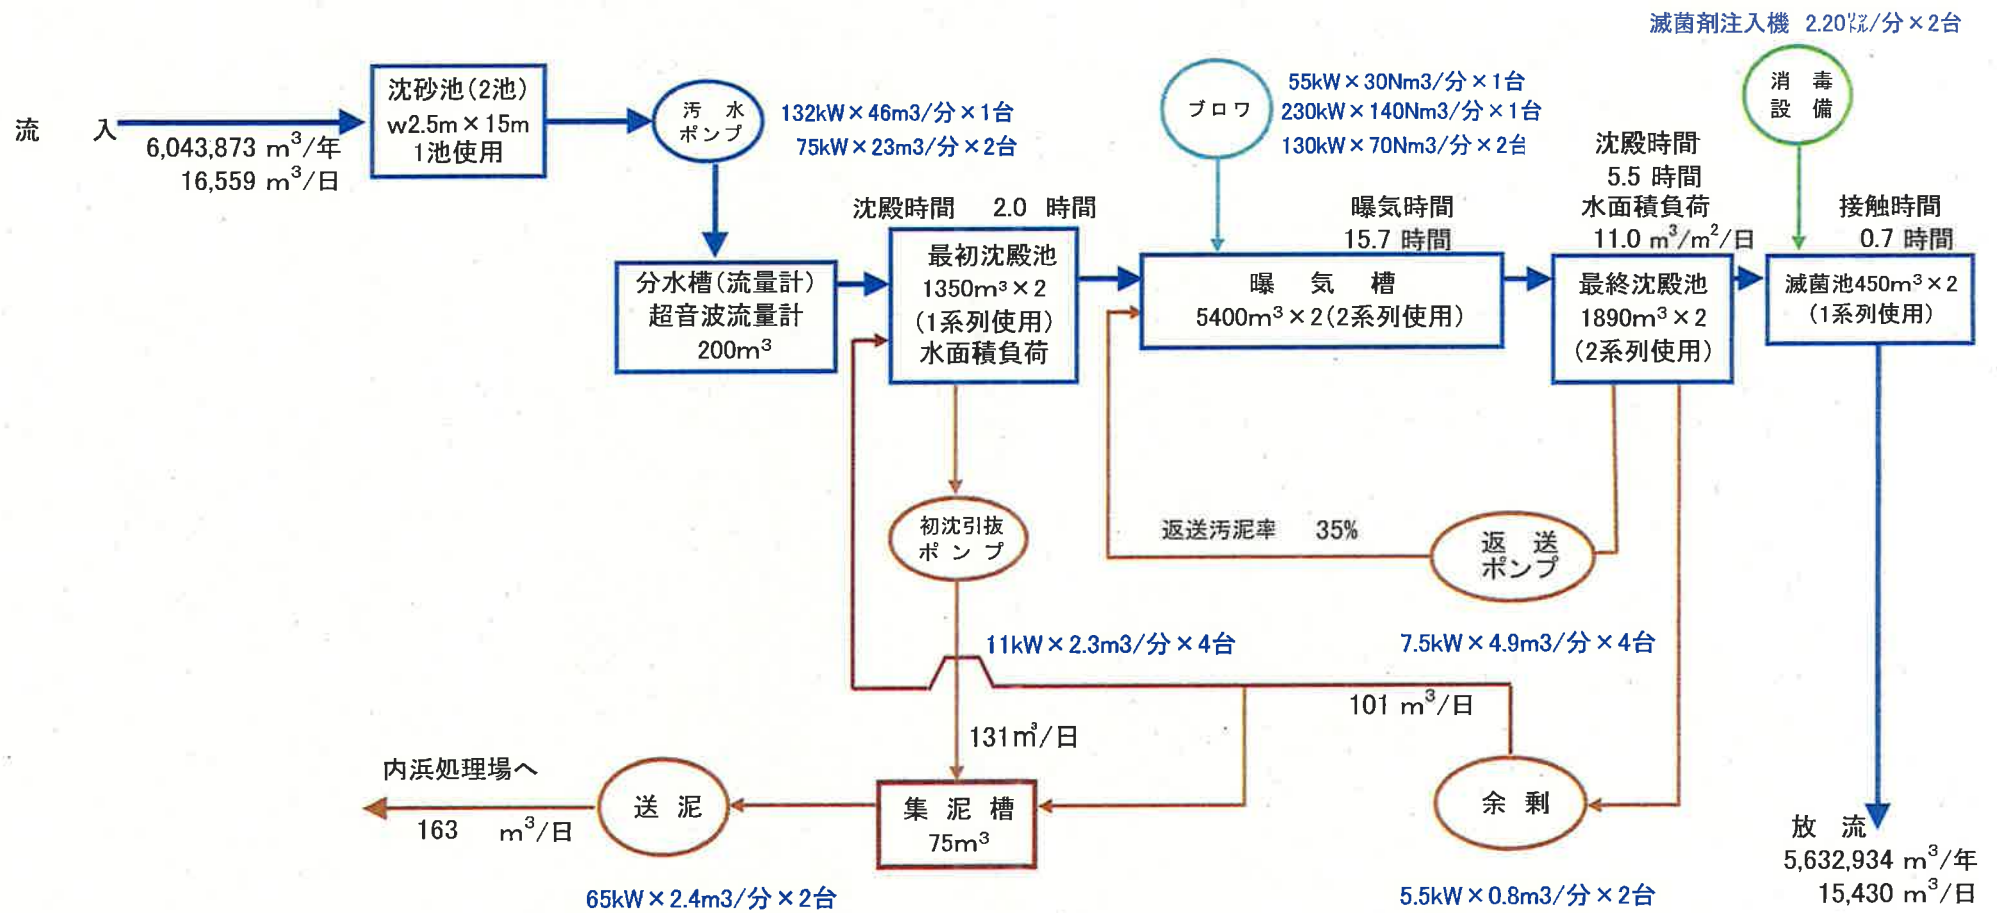 滅菌剤注入機 2.20㍑/分×2台
流 入
6,043,873 m³/年
16,559 m³/日
沈砂池(2池)
w2.5m×15m
1池使用
汚 水
ポンプ
132kW×46m3/分×1台
75kW×23m3/分×2台
ブロワ
55kW×30Nm3/分×1台
230kW×140Nm3/分×1台
130kW×70Nm3/分×2台
消 毒
設 備
分水槽(流量計)
超音波流量計
200m³
沈殿時間 2.0 時間
最初沈殿池
1350m³×2
(1系列使用)
水面積負荷
曝気時間
15.7 時間
曝 気 槽
5400m³×2(2系列使用)
沈殿時間
5.5 時間
水面積負荷
11.0 m³/m²/日
最終沈殿池
1890m³×2
(2系列使用)
接触時間
0.7 時間
滅菌池450m³×2
(1系列使用)
初沈引抜
ポ ン プ
返送汚泥率 35%
返 送
ポンプ
11kW×2.3m3/分×4台
7.5kW×4.9m3/分×4台
101 m³/日
131m³/日
内浜処理場へ
163 m³/日
送 泥
集 泥 槽
75m³
余 剰
65kW×2.4m3/分×2台
5.5kW×0.8m3/分×2台
放 流
5,632,934 m³/年
15,430 m³/日